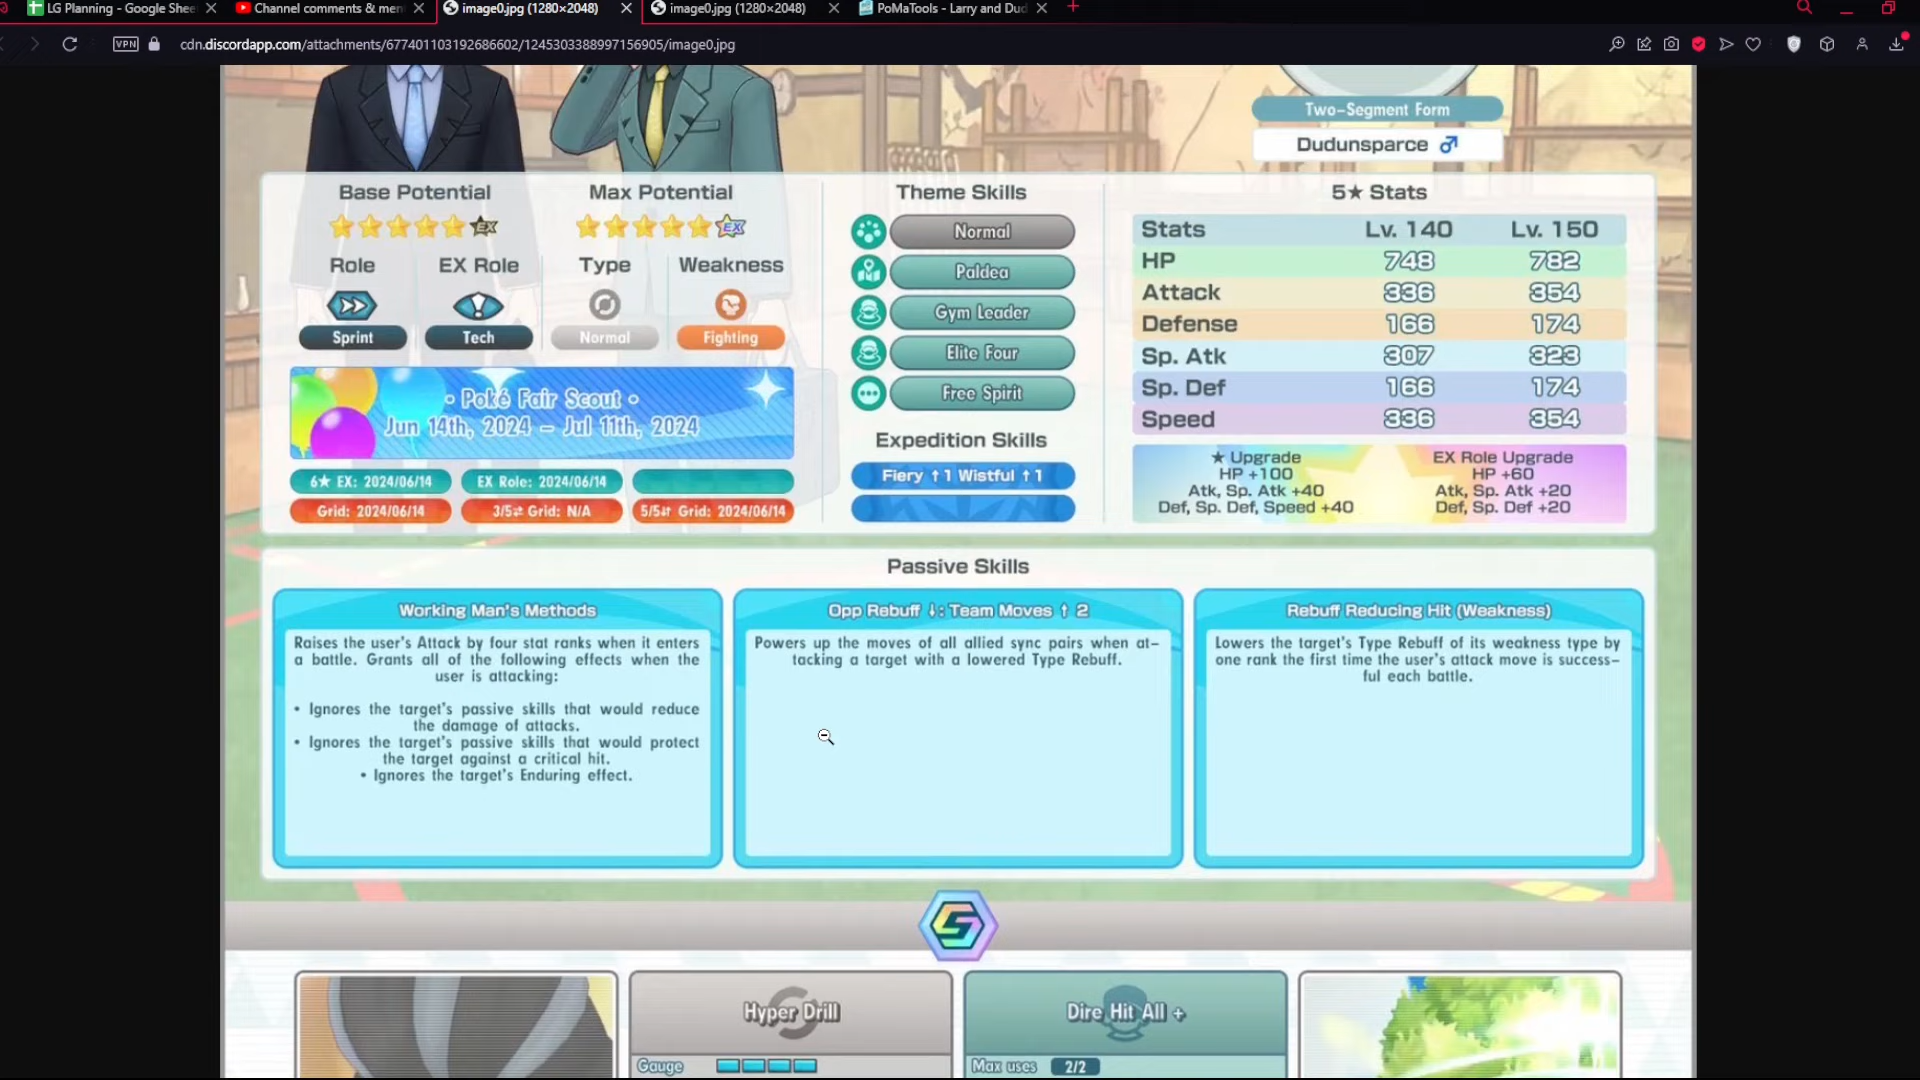 LG Planning - Google Shee
Channel comments & men
image0.jpg (1280×2048)
image0.jpg (1280×2048)
PoMaTools - Larry and Dud
VPN
cdn.discordapp.com/attachments/677401103192686602/1245303388997156905/image0.jpg
Two-Segment Form
Dudunsparce ♂
Base Potential
Max Potential
EX
EX
Role
EX Role
Type
Weakness
Sprint
Tech
Normal
Fighting
• Poké Fair Scout •
Jun 14th, 2024 – Jul 11th, 2024
6★ EX: 2024/06/14
EX Role: 2024/06/14
Grid: 2024/06/14
3/5⇄ Grid: N/A
5/5⇵ Grid: 2024/06/14
Theme Skills
Normal
Paldea
Gym Leader
Elite Four
Free Spirit
Expedition Skills
Fiery ↑1 Wistful ↑1
5★ Stats
Stats Lv. 140 Lv. 150
HP 748 782
Attack 336 354
Defense 166 174
Sp. Atk 307 323
Sp. Def 166 174
Speed 336 354
★ Upgrade
HP +100
Atk, Sp. Atk +40
Def, Sp. Def, Speed +40
EX Role Upgrade
HP +60
Atk, Sp. Atk +20
Def, Sp. Def +20
Passive Skills
Working Man's Methods
Raises the user's Attack by four stat ranks when it enters
a battle. Grants all of the following effects when the
user is attacking:
• Ignores the target's passive skills that would reduce
the damage of attacks.
• Ignores the target's passive skills that would protect
the target against a critical hit.
• Ignores the target's Enduring effect.
Opp Rebuff ↓: Team Moves ↑ 2
Powers up the moves of all allied sync pairs when at-
tacking a target with a lowered Type Rebuff.
Rebuff Reducing Hit (Weakness)
Lowers the target's Type Rebuff of its weakness type by
one rank the first time the user's attack move is success-
ful each battle.
Hyper Drill
Gauge
Dire Hit All +
Max uses 2/2